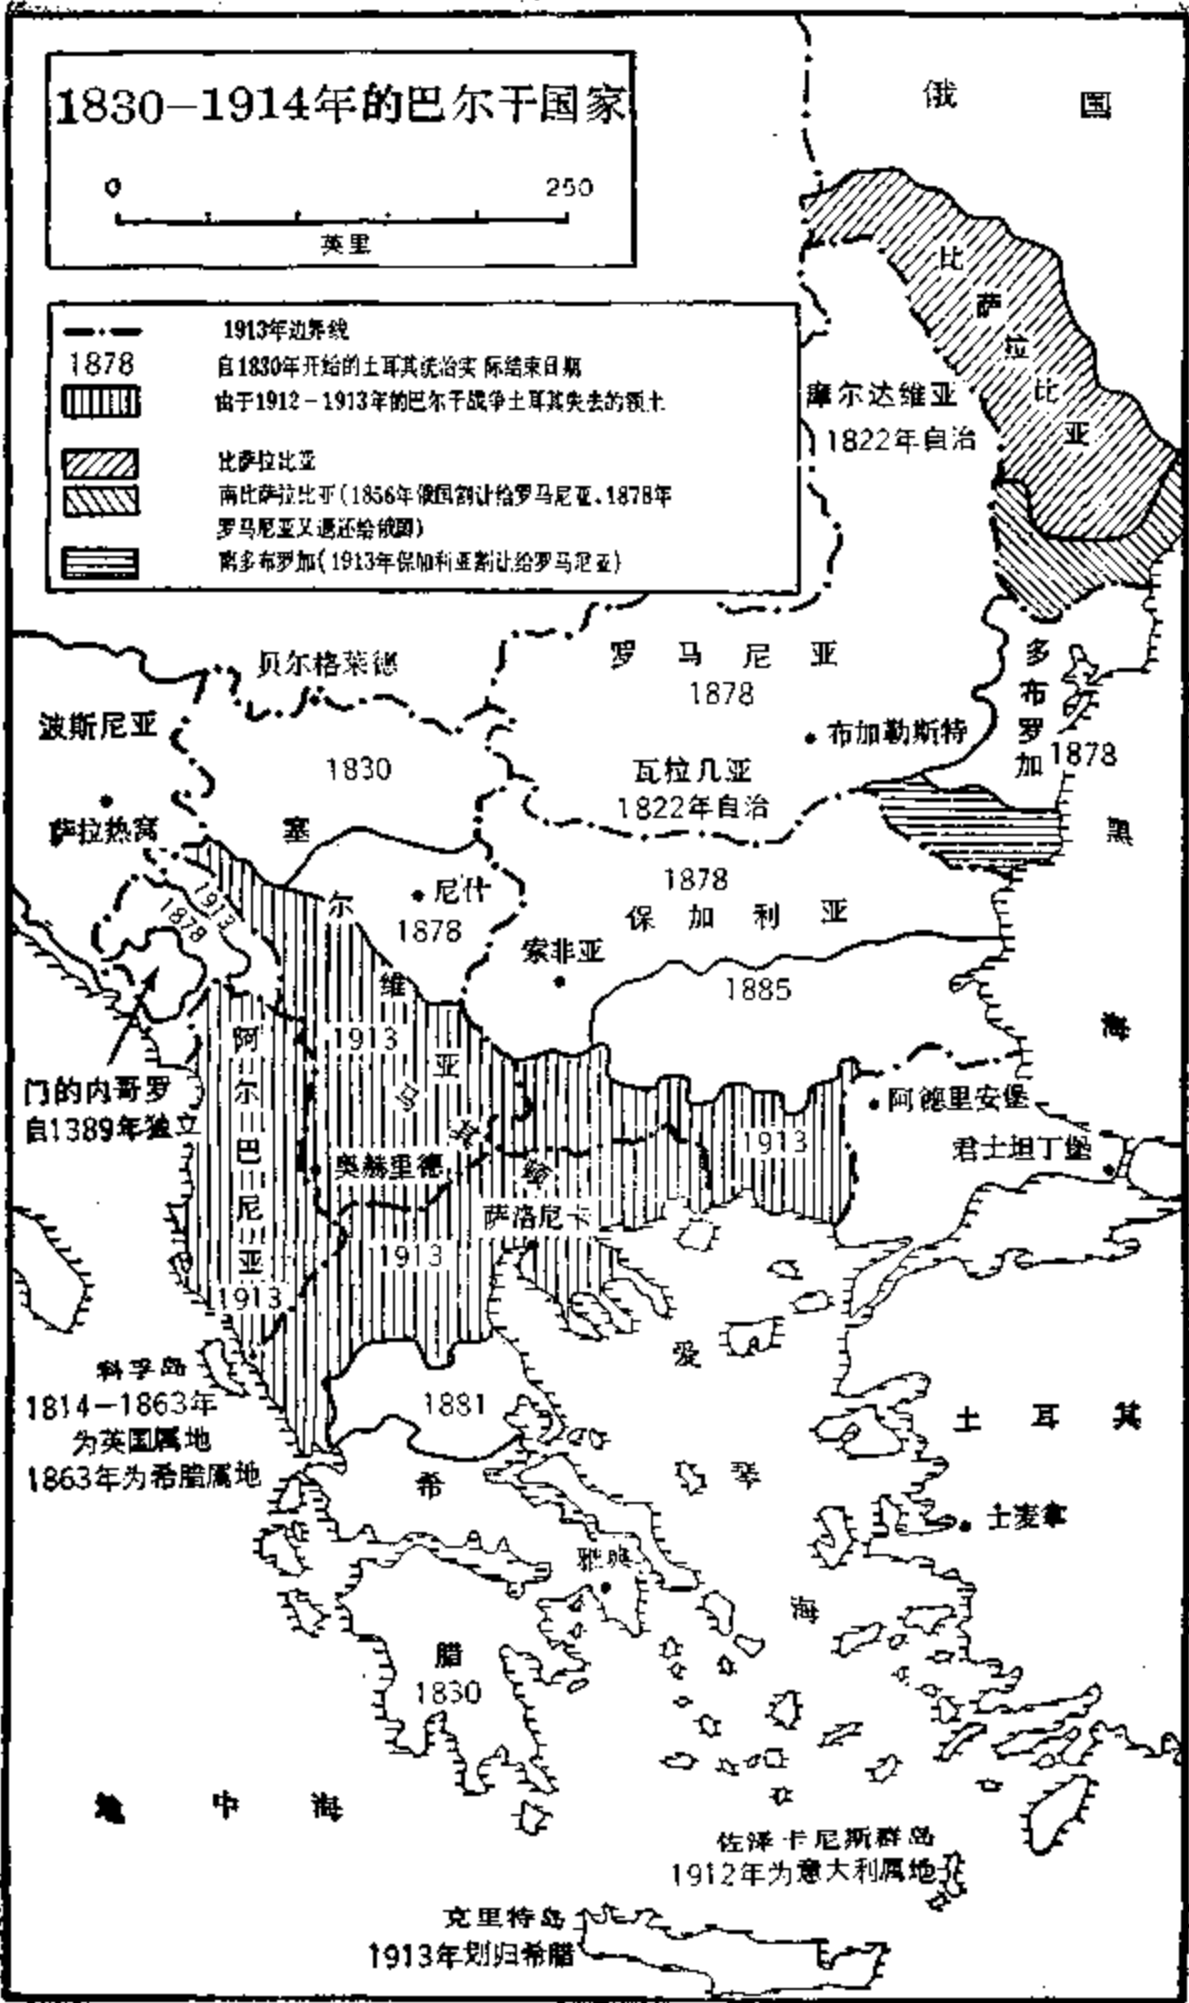 1830-1914年的巴尔干国家
0 250
英里
1913年边界线
1878 自1830年开始的土耳其统治实际结束日期
由于1912-1913年的巴尔干战争土耳其失去的领土
比萨拉比亚
南比萨拉比亚(1856年俄国割让给罗马尼亚、1878年
罗马尼亚又退还给俄国)
南多布罗加(1913年保加利亚割让给罗马尼亚)
俄国
比萨拉比亚
摩尔达维亚
1822年自治
贝尔格莱德
罗马尼亚
1878
多布罗加
1878
波斯尼亚
布加勒斯特
1830
瓦拉几亚
1822年自治
萨拉热窝
塞尔维亚
黑海
1878
保加利亚
尼什
1878
1913
1878
索非亚
1885
1913
阿尔巴尼亚
1913
门的内哥罗
自1389年独立
马其顿
阿德里安堡
1913
君士坦丁堡
奥赫里德
萨洛尼卡
1913
爱琴海
科孚岛
1814-1863年
为英国属地
1863年为希腊属地
1881
土耳其
希腊
1830
士麦拿
雅典
地中海
佐泽卡尼斯群岛
1912年为意大利属地
克里特岛
1913年划归希腊